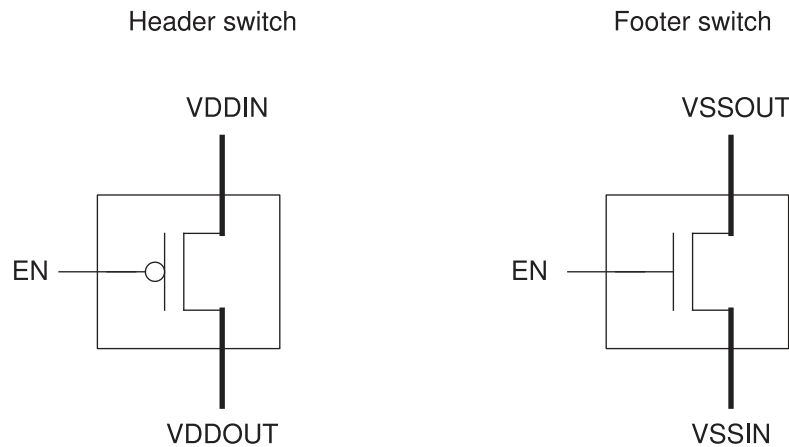 Header switch
Footer switch
VDDIN
VSSOUT
EN
EN
VDDOUT
VSSIN